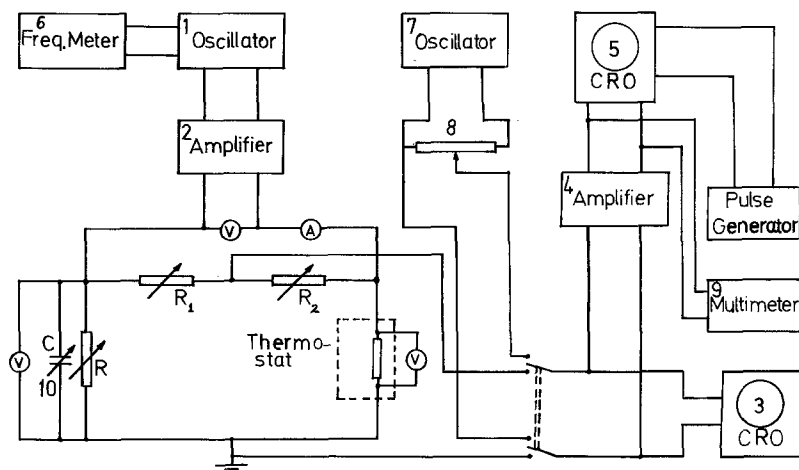 6
Freq. Meter
1
Oscillator
7
Oscillator
5
CRO
2
Amplifier
8
4
Amplifier
Pulse
Generator
V
A
R1
R2
9
Multimeter
V
C
10
R
Thermo-
stat
V
3
CRO